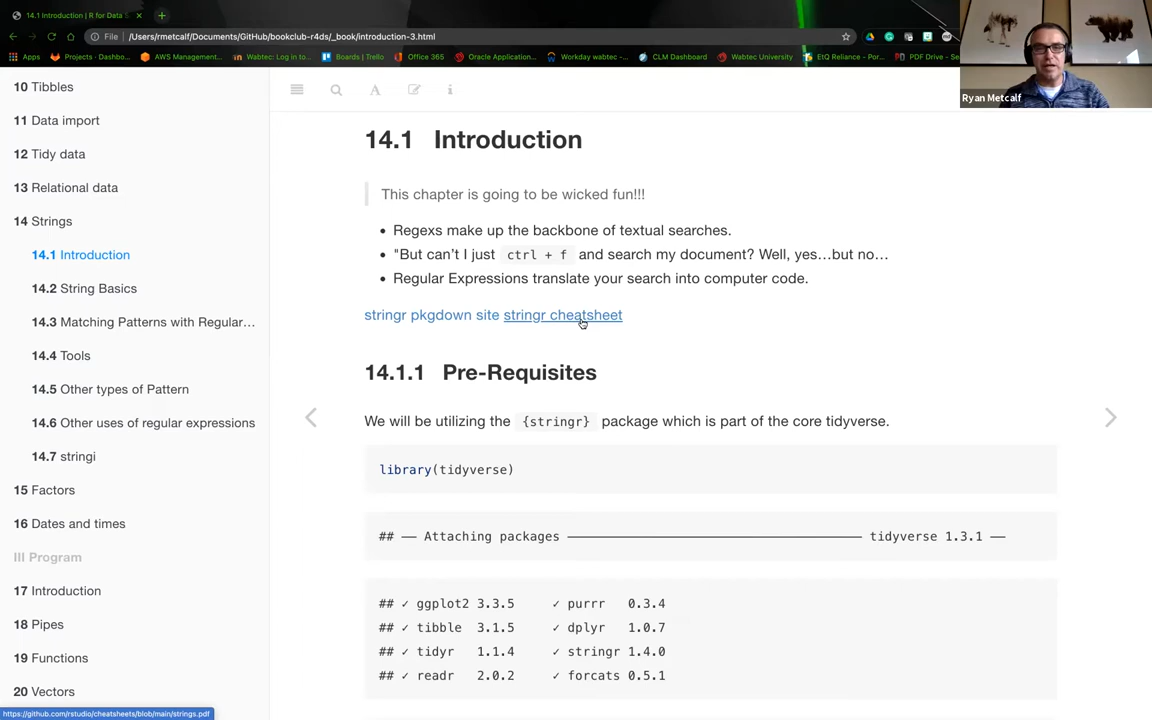 14.1 Introduction | R for Data S
File /Users/rmetcalf/Documents/GitHub/bookclub-r4ds/_book/introduction-3.html
Apps Projects · Dashbo... AWS Management... Wabtec: Log in to... Boards | Trello Office 365 Oracle Application... Workday wabtec -... CLM Dashboard Wabtec University EtQ Reliance - Por... PDF Drive - Se
Ryan Metcalf
10 Tibbles
11 Data import
12 Tidy data
13 Relational data
14 Strings
14.1 Introduction
14.2 String Basics
14.3 Matching Patterns with Regular...
14.4 Tools
14.5 Other types of Pattern
14.6 Other uses of regular expressions
14.7 stringi
15 Factors
16 Dates and times
III Program
17 Introduction
18 Pipes
19 Functions
20 Vectors
https://github.com/rstudio/cheatsheets/blob/main/strings.pdf
14.1 Introduction
This chapter is going to be wicked fun!!!
• Regexs make up the backbone of textual searches.
• "But can't I just ctrl + f and search my document? Well, yes...but no...
• Regular Expressions translate your search into computer code.
stringr pkgdown site stringr cheatsheet
14.1.1 Pre-Requisites
We will be utilizing the {stringr} package which is part of the core tidyverse.
library(tidyverse)
## ── Attaching packages ─────────────────────────────────────── tidyverse 1.3.1 ──
## ✓ ggplot2 3.3.5 ✓ purrr 0.3.4
## ✓ tibble 3.1.5 ✓ dplyr 1.0.7
## ✓ tidyr 1.1.4 ✓ stringr 1.4.0
## ✓ readr 2.0.2 ✓ forcats 0.5.1